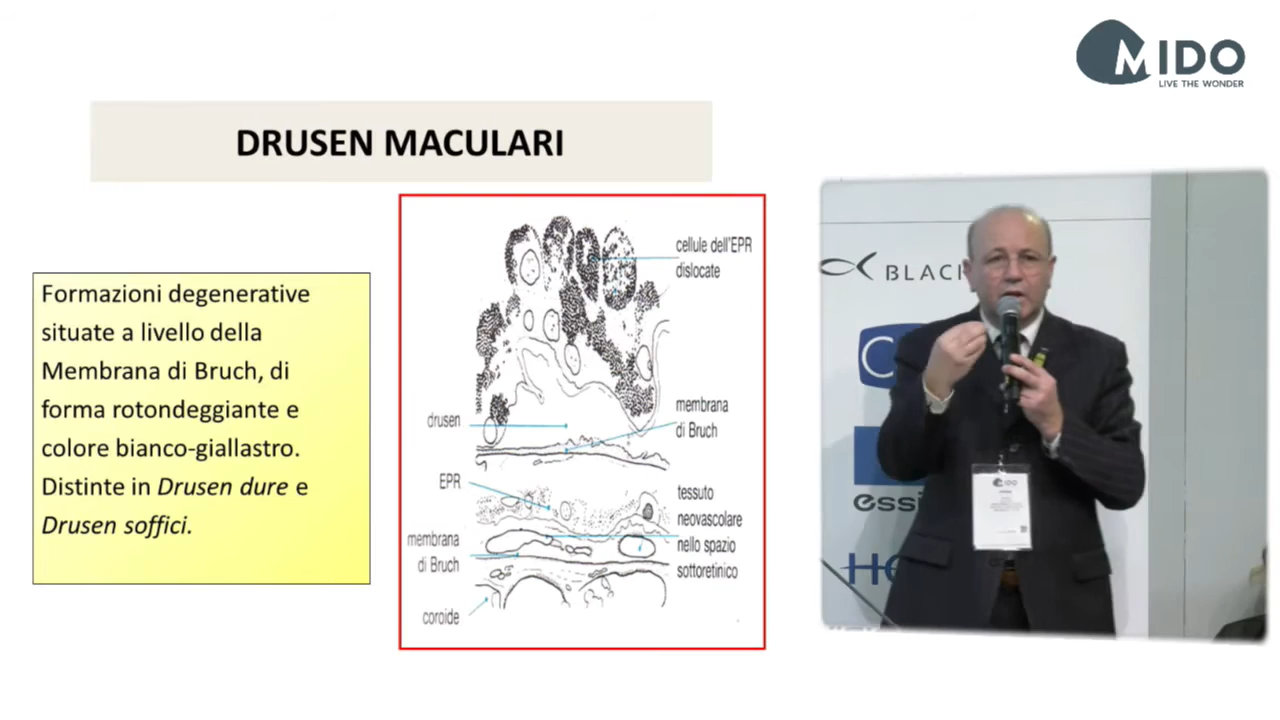 MIDO
LIVE THE WONDER
DRUSEN MACULARI
Formazioni degenerative
situate a livello della
Membrana di Bruch, di
forma rotondeggiante e
colore bianco-giallastro.
Distinte in Drusen dure e
Drusen soffici.
cellule dell'EPR
dislocate
drusen
membrana
di Bruch
EPR
tessuto
neovascolare
nello spazio
sottoretinico
membrana
di Bruch
coroide
BLAC
essi
MIDO